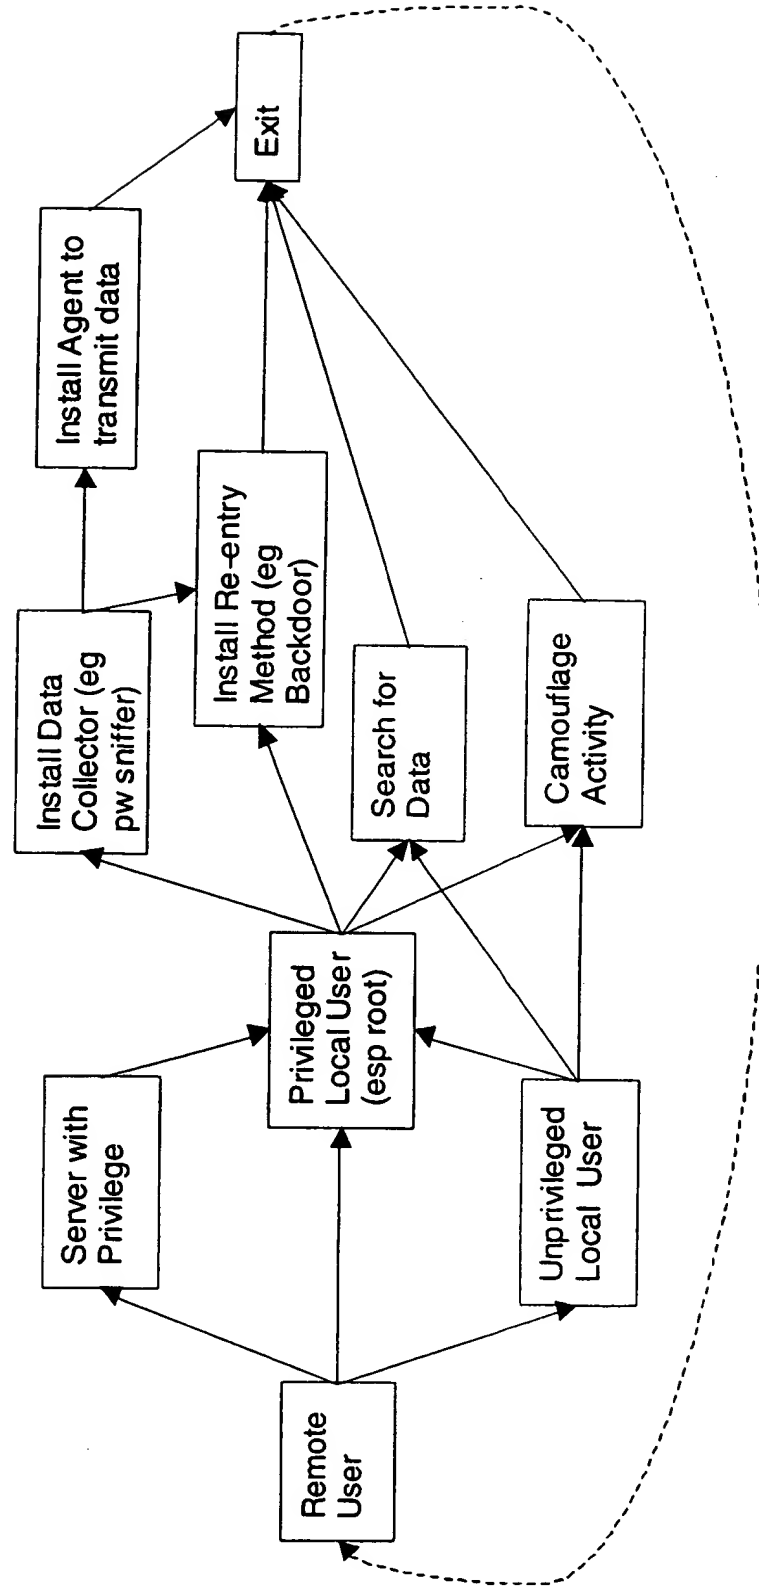 Remote
User
Server with
Privilege
Privileged
Local User
(esp root)
Unprivileged
Local User
Install Data
Collector (eg
pw sniffer)
Install Re-entry
Method (eg
Backdoor)
Search for
Data
Camouflage
Activity
Install Agent to
transmit data
Exit